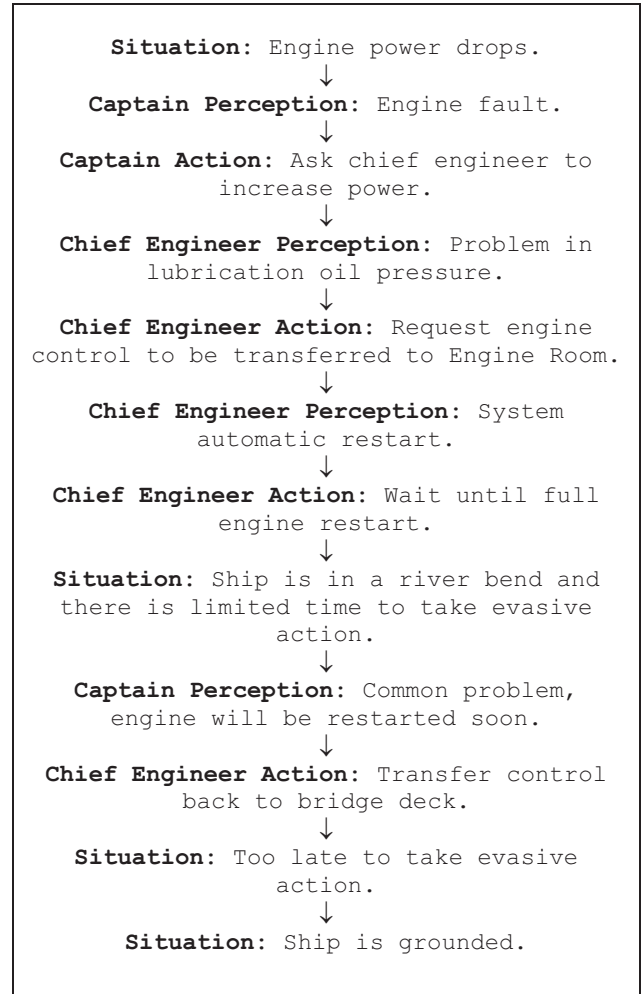 Situation: Engine power drops.
↓
Captain Perception: Engine fault.
↓
Captain Action: Ask chief engineer to
increase power.
↓
Chief Engineer Perception: Problem in
lubrication oil pressure.
↓
Chief Engineer Action: Request engine
control to be transferred to Engine Room.
↓
Chief Engineer Perception: System
automatic restart.
↓
Chief Engineer Action: Wait until full
engine restart.
↓
Situation: Ship is in a river bend and
there is limited time to take evasive
action.
↓
Captain Perception: Common problem,
engine will be restarted soon.
↓
Chief Engineer Action: Transfer control
back to bridge deck.
↓
Situation: Too late to take evasive
action.
↓
Situation: Ship is grounded.